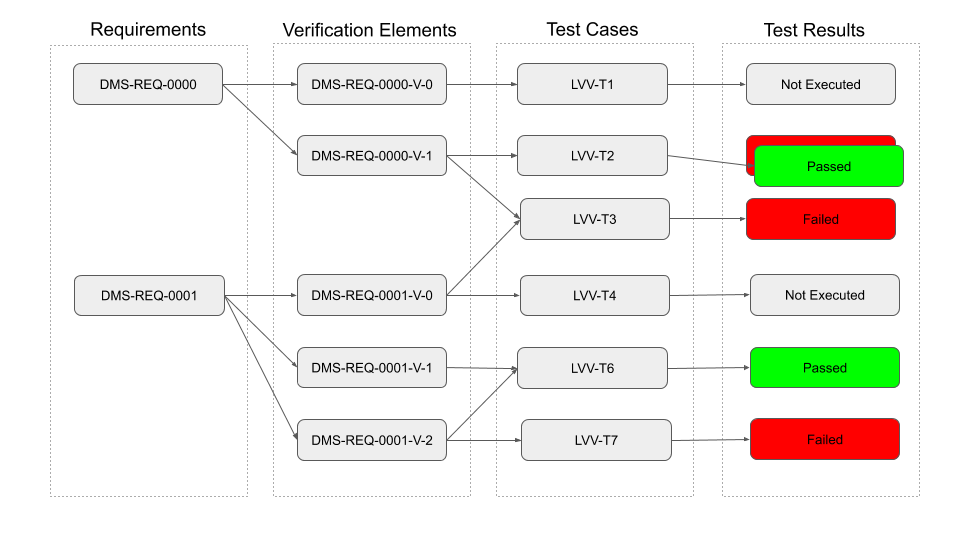 Requirements
Verification Elements
Test Cases
Test Results
DMS-REQ-0000
DMS-REQ-0000-V-0
LVV-T1
Not Executed
DMS-REQ-0000-V-1
LVV-T2
Passed
LVV-T3
Failed
DMS-REQ-0001
DMS-REQ-0001-V-0
LVV-T4
Not Executed
DMS-REQ-0001-V-1
LVV-T6
Passed
DMS-REQ-0001-V-2
LVV-T7
Failed